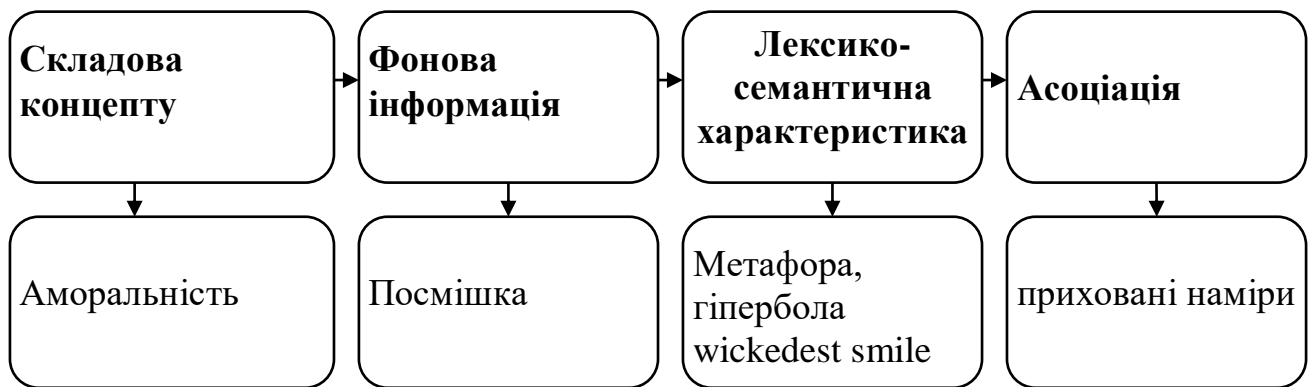 Складова
концепту
Фонова
інформація
Лексико-
семантична
характеристика
Асоціація
Аморальність
Посмішка
Метафора,
гіпербола
wickedest smile
приховані наміри